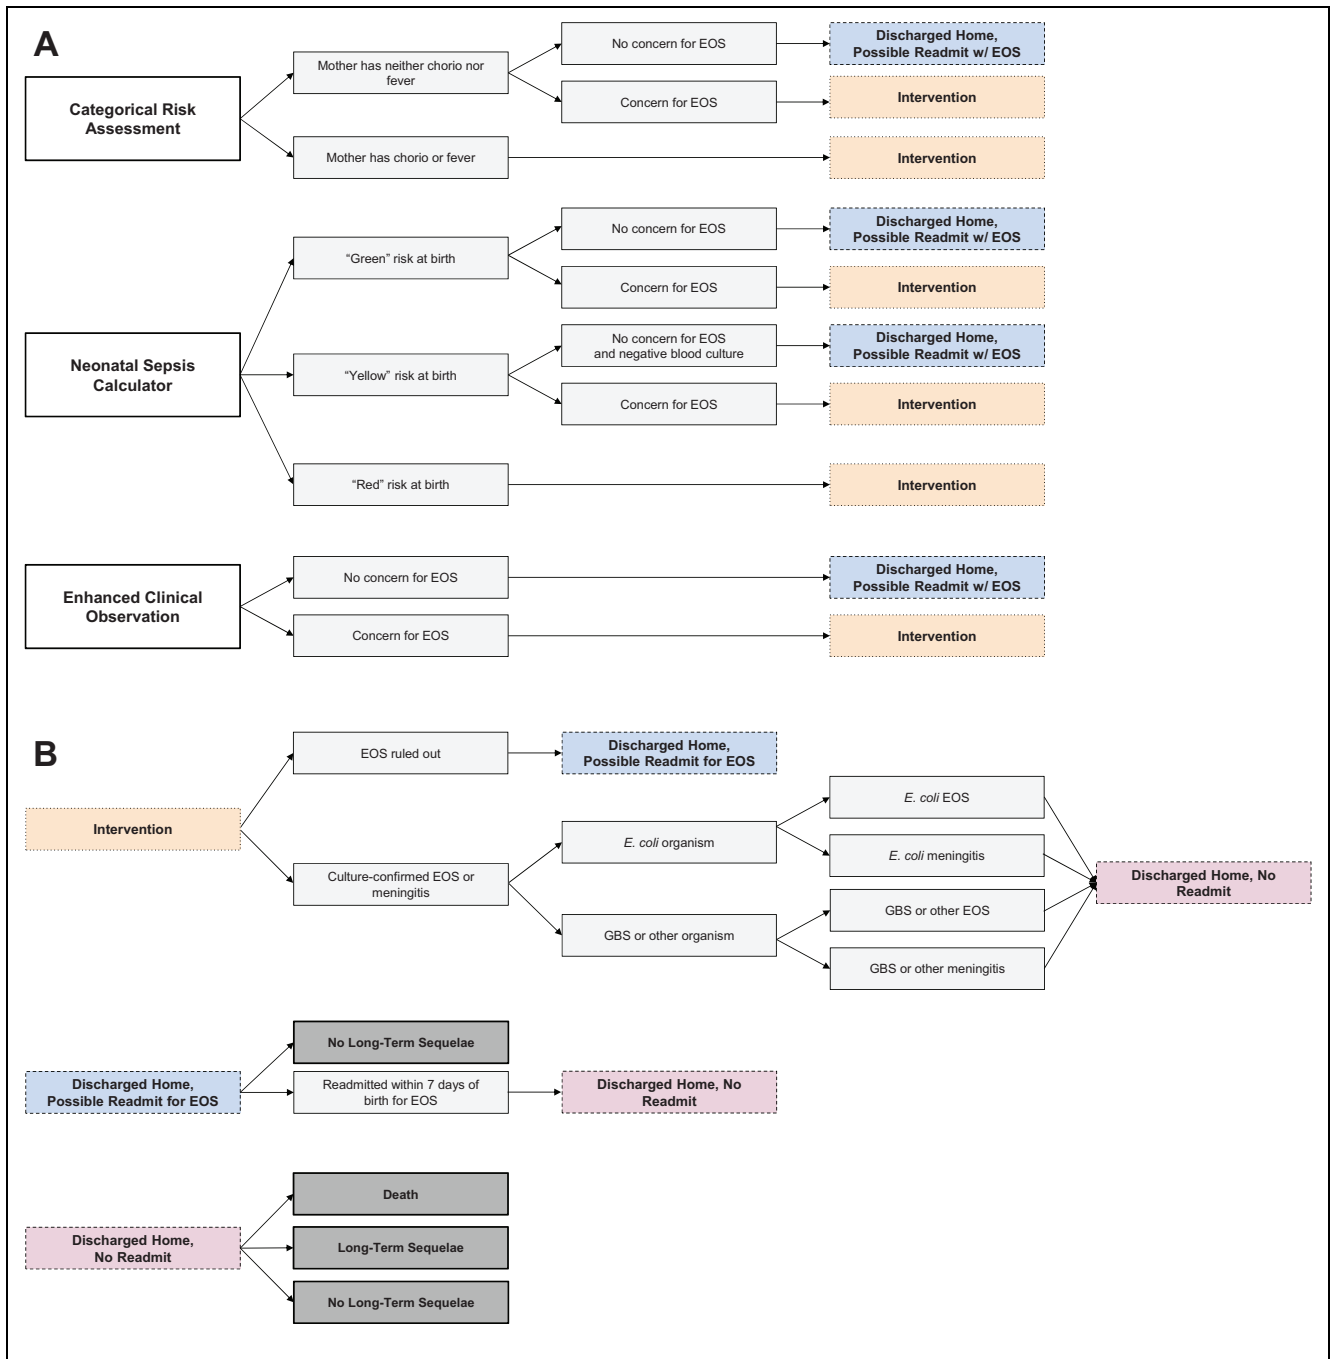 A
Categorical Risk
Assessment
Mother has neither chorio nor
fever
Mother has chorio or fever
No concern for EOS
Concern for EOS
Discharged Home,
Possible Readmit w/ EOS
Intervention
Intervention
Neonatal Sepsis
Calculator
“Green” risk at birth
“Yellow” risk at birth
“Red” risk at birth
No concern for EOS
Concern for EOS
No concern for EOS
and negative blood culture
Concern for EOS
Discharged Home,
Possible Readmit w/ EOS
Intervention
Discharged Home,
Possible Readmit w/ EOS
Intervention
Intervention
Enhanced Clinical
Observation
No concern for EOS
Concern for EOS
Discharged Home,
Possible Readmit w/ EOS
Intervention
B
Intervention
EOS ruled out
Culture-confirmed EOS or
meningitis
Discharged Home,
Possible Readmit for EOS
E. coli organism
GBS or other organism
E. coli EOS
E. coli meningitis
GBS or other EOS
GBS or other meningitis
Discharged Home, No
Readmit
Discharged Home,
Possible Readmit for EOS
No Long-Term Sequelae
Readmitted within 7 days of
birth for EOS
Discharged Home, No
Readmit
Discharged Home,
No Readmit
Death
Long-Term Sequelae
No Long-Term Sequelae